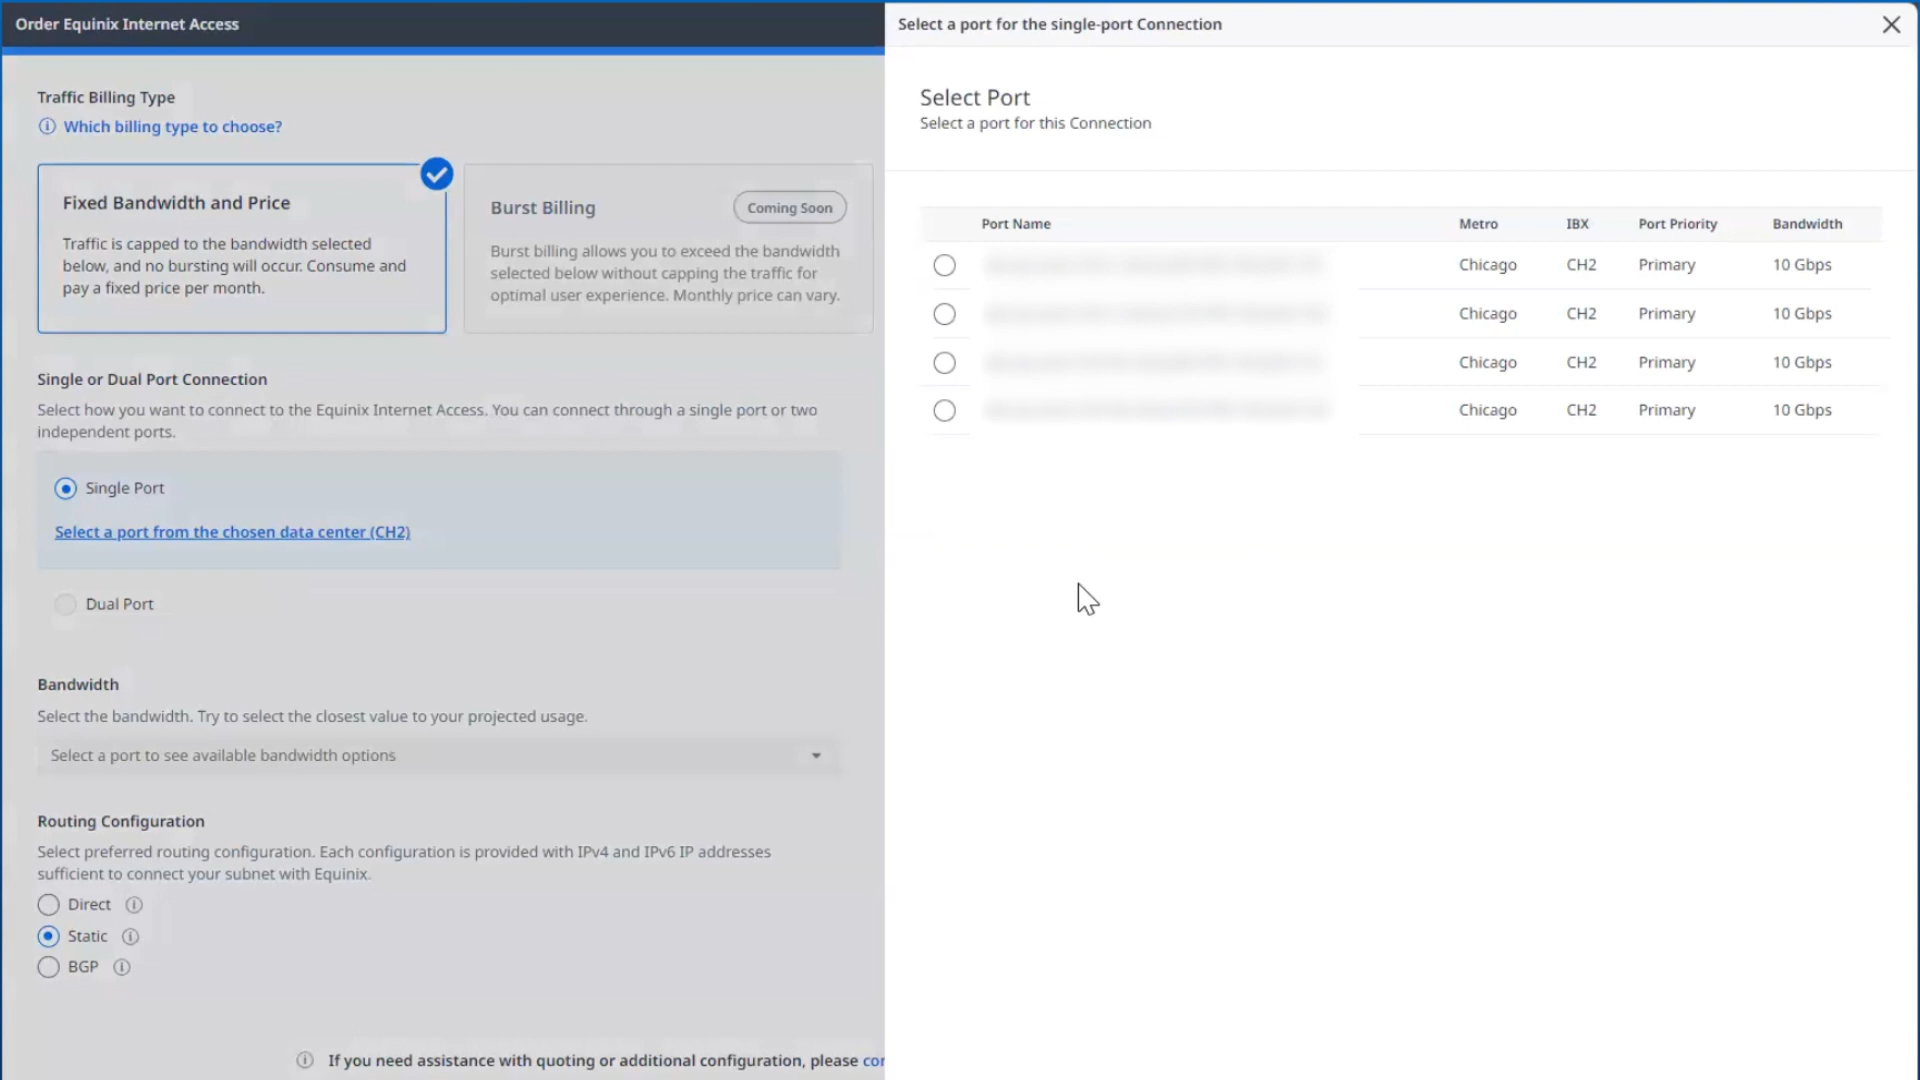 Order Equinix Internet Access
Traffic Billing Type
Which billing type to choose?
Fixed Bandwidth and Price
Traffic is capped to the bandwidth selected
below, and no bursting will occur. Consume and
pay a fixed price per month.
Burst Billing
Coming Soon
Burst billing allows you to exceed the bandwidth
selected below without capping the traffic for
optimal user experience. Monthly price can vary.
Single or Dual Port Connection
Select how you want to connect to the Equinix Internet Access. You can connect through a single port or two
independent ports.
Single Port
Select a port from the chosen data center (CH2)
Dual Port
Bandwidth
Select the bandwidth. Try to select the closest value to your projected usage.
Select a port to see available bandwidth options
Routing Configuration
Select preferred routing configuration. Each configuration is provided with IPv4 and IPv6 IP addresses
sufficient to connect your subnet with Equinix.
Direct
Static
BGP
If you need assistance with quoting or additional configuration, please
Select a port for the single-port Connection
Select Port
Select a port for this Connection
Port Name Metro IBX Port Priority Bandwidth
Chicago CH2 Primary 10 Gbps
Chicago CH2 Primary 10 Gbps
Chicago CH2 Primary 10 Gbps
Chicago CH2 Primary 10 Gbps